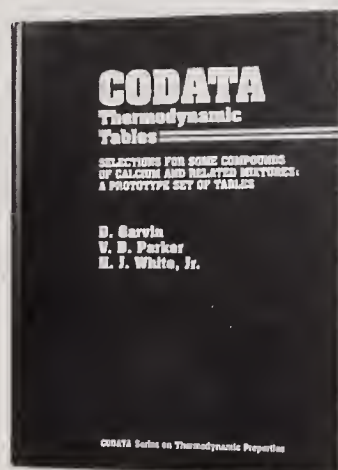 CODATA
Thermodynamic
Tables
SELECTIONS FOR SOME COMPOUNDS
OF CALCIUM AND RELATED MIXTURES:
A PROTOTYPE SET OF TABLES
D. Garvin
V. B. Parker
H. J. White, Jr.
CODATA Series on Thermodynamic Properties